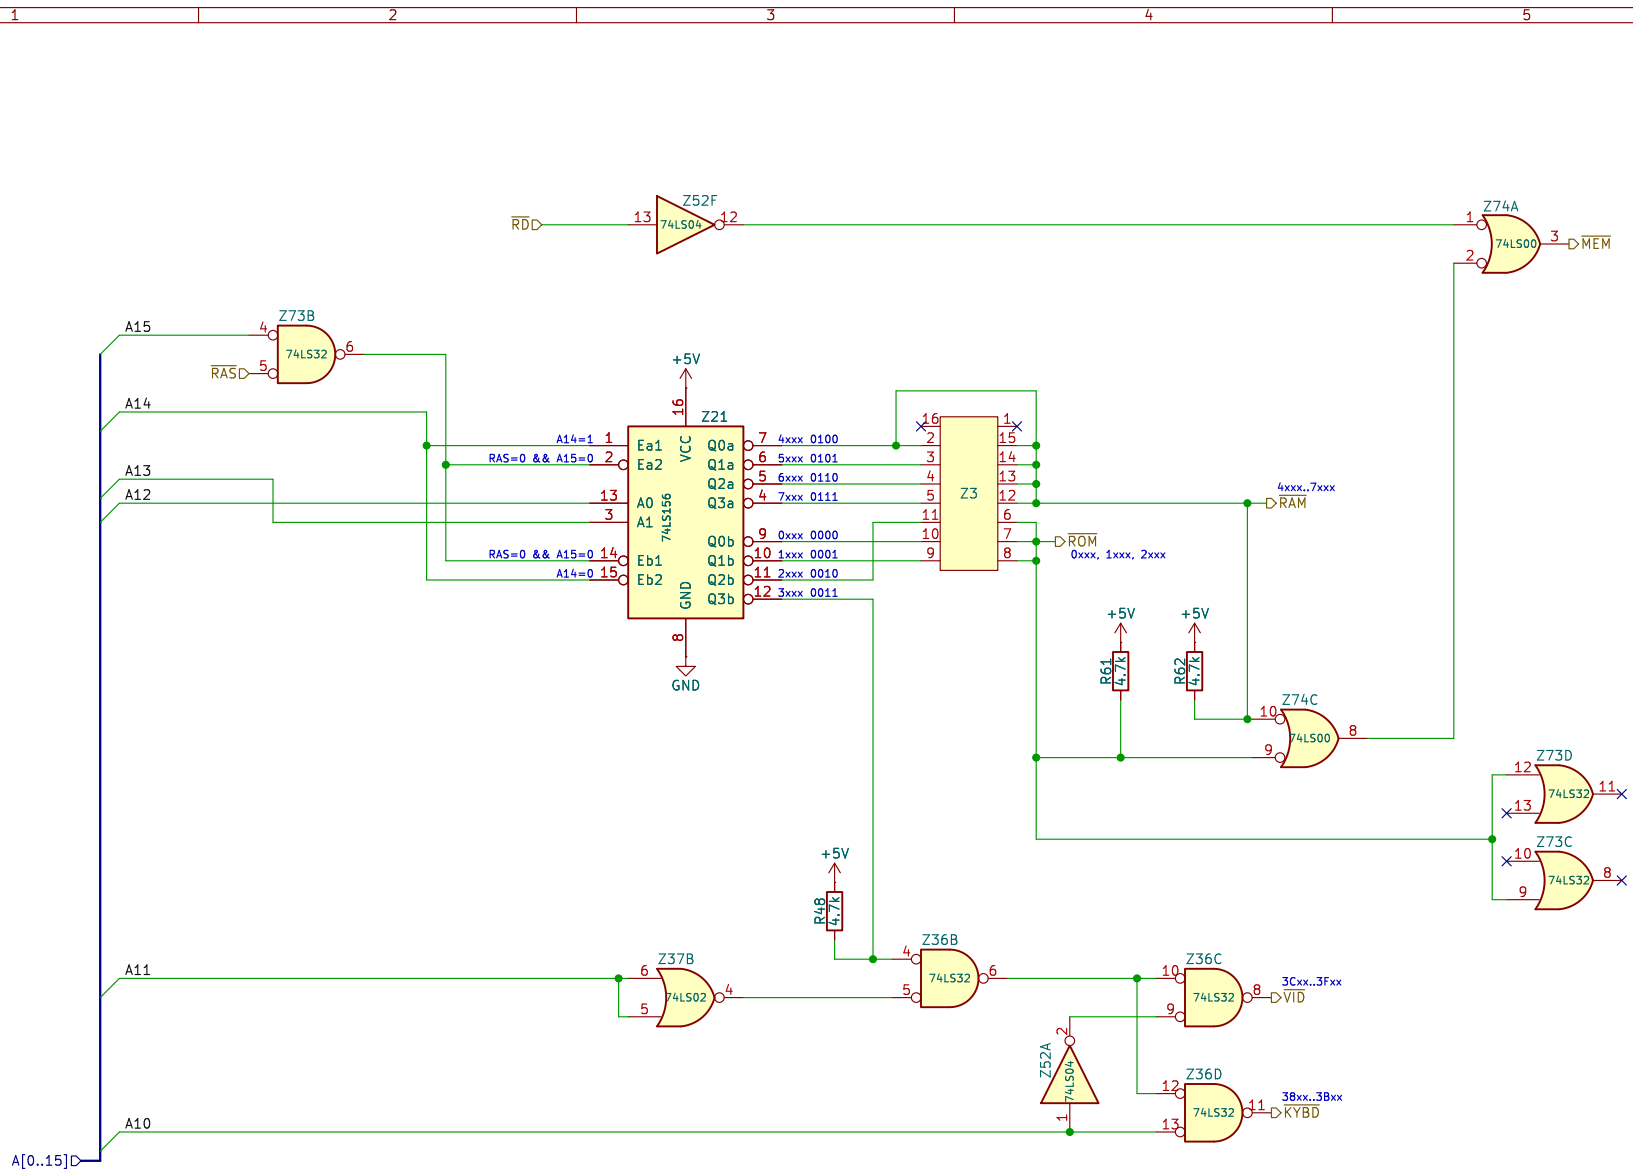 1 2 3 4 5
Z52F
RD 13 74LS04 12
Z74A
1 74LS00 3 MEM
2
Z73B
A15 4 74LS32 6
RAS 5
+5V
A14
16 Z21
VCC
A14=1 1 Ea1 Q0a 7 4xxx 0100
RAS=0 && A15=0 2 Ea2 Q1a 6 5xxx 0101
Q2a 5 6xxx 0110
A13
A12 13 A0 Q3a 4 7xxx 0111
3 A1 74LS156
Q0b 9 0xxx 0000
RAS=0 && A15=0 14 Eb1 Q1b 10 1xxx 0001
A14=0 15 Eb2 Q2b 11 2xxx 0010
Q3b 12 3xxx 0011
GND
8
GND
16 1
2 15
3 14
4 13
Z3
5 12
11 6
10 7
9 8
4xxx..7xxx
RAM
ROM
0xxx, 1xxx, 2xxx
+5V +5V
R61 4.7k R62 4.7k
Z74C
10 74LS00 8
9
Z73D
12 74LS32 11
13
Z73C
10 74LS32 8
9
+5V
R48 4.7k
Z36B
4 74LS32 6
5
A11 Z37B
6 74LS02 4
5
Z36C
10 74LS32 8 3Cxx..3Fxx
VID
9
2
Z52A 74LS04
1
Z36D
12 74LS32 11 38xx..3Bxx
KYBD
13
A10
A[0..15]